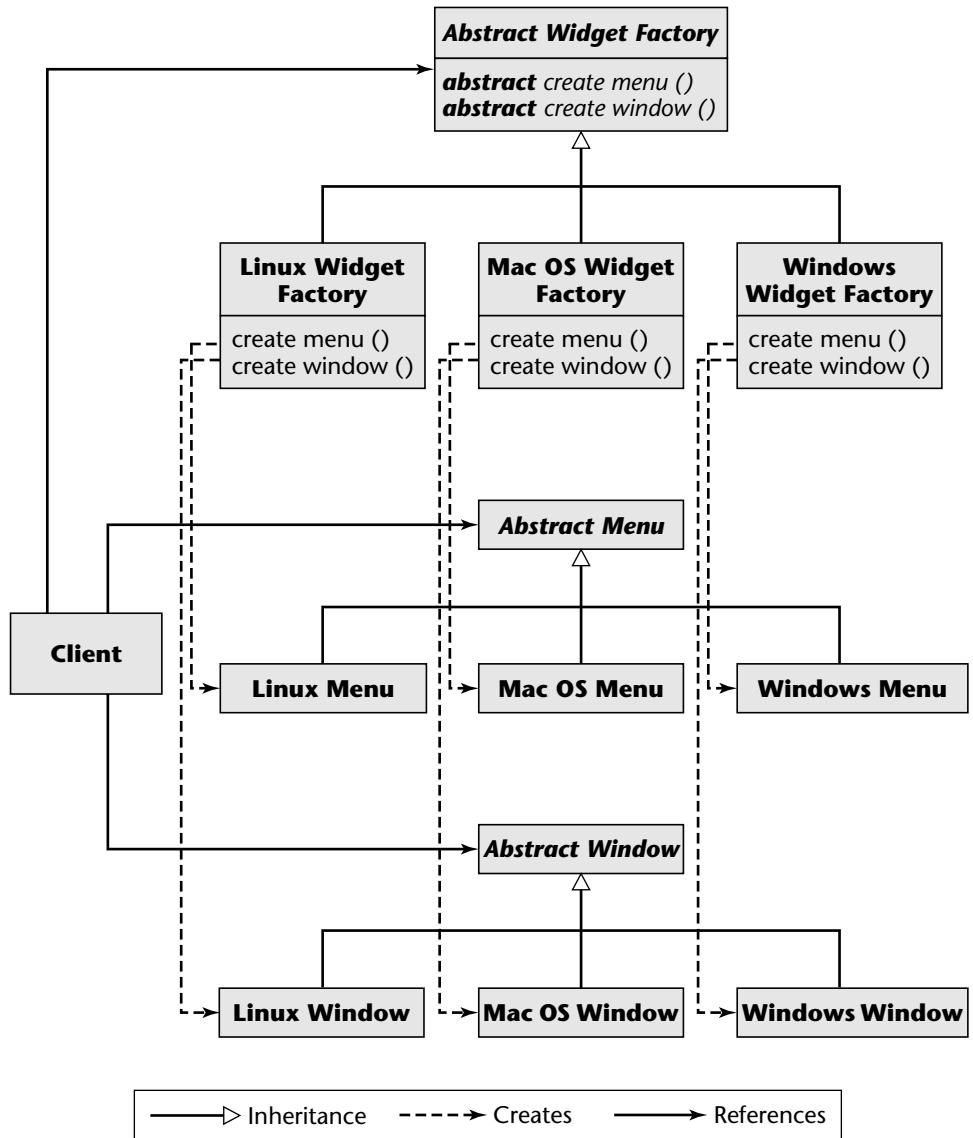 Abstract Widget Factory
abstract create menu ()
abstract create window ()
Linux Widget
Factory
create menu ()
create window ()
Mac OS Widget
Factory
create menu ()
create window ()
Windows
Widget Factory
create menu ()
create window ()
Abstract Menu
Client
Linux Menu
Mac OS Menu
Windows Menu
Abstract Window
Linux Window
Mac OS Window
Windows Window
Inheritance
Creates
References